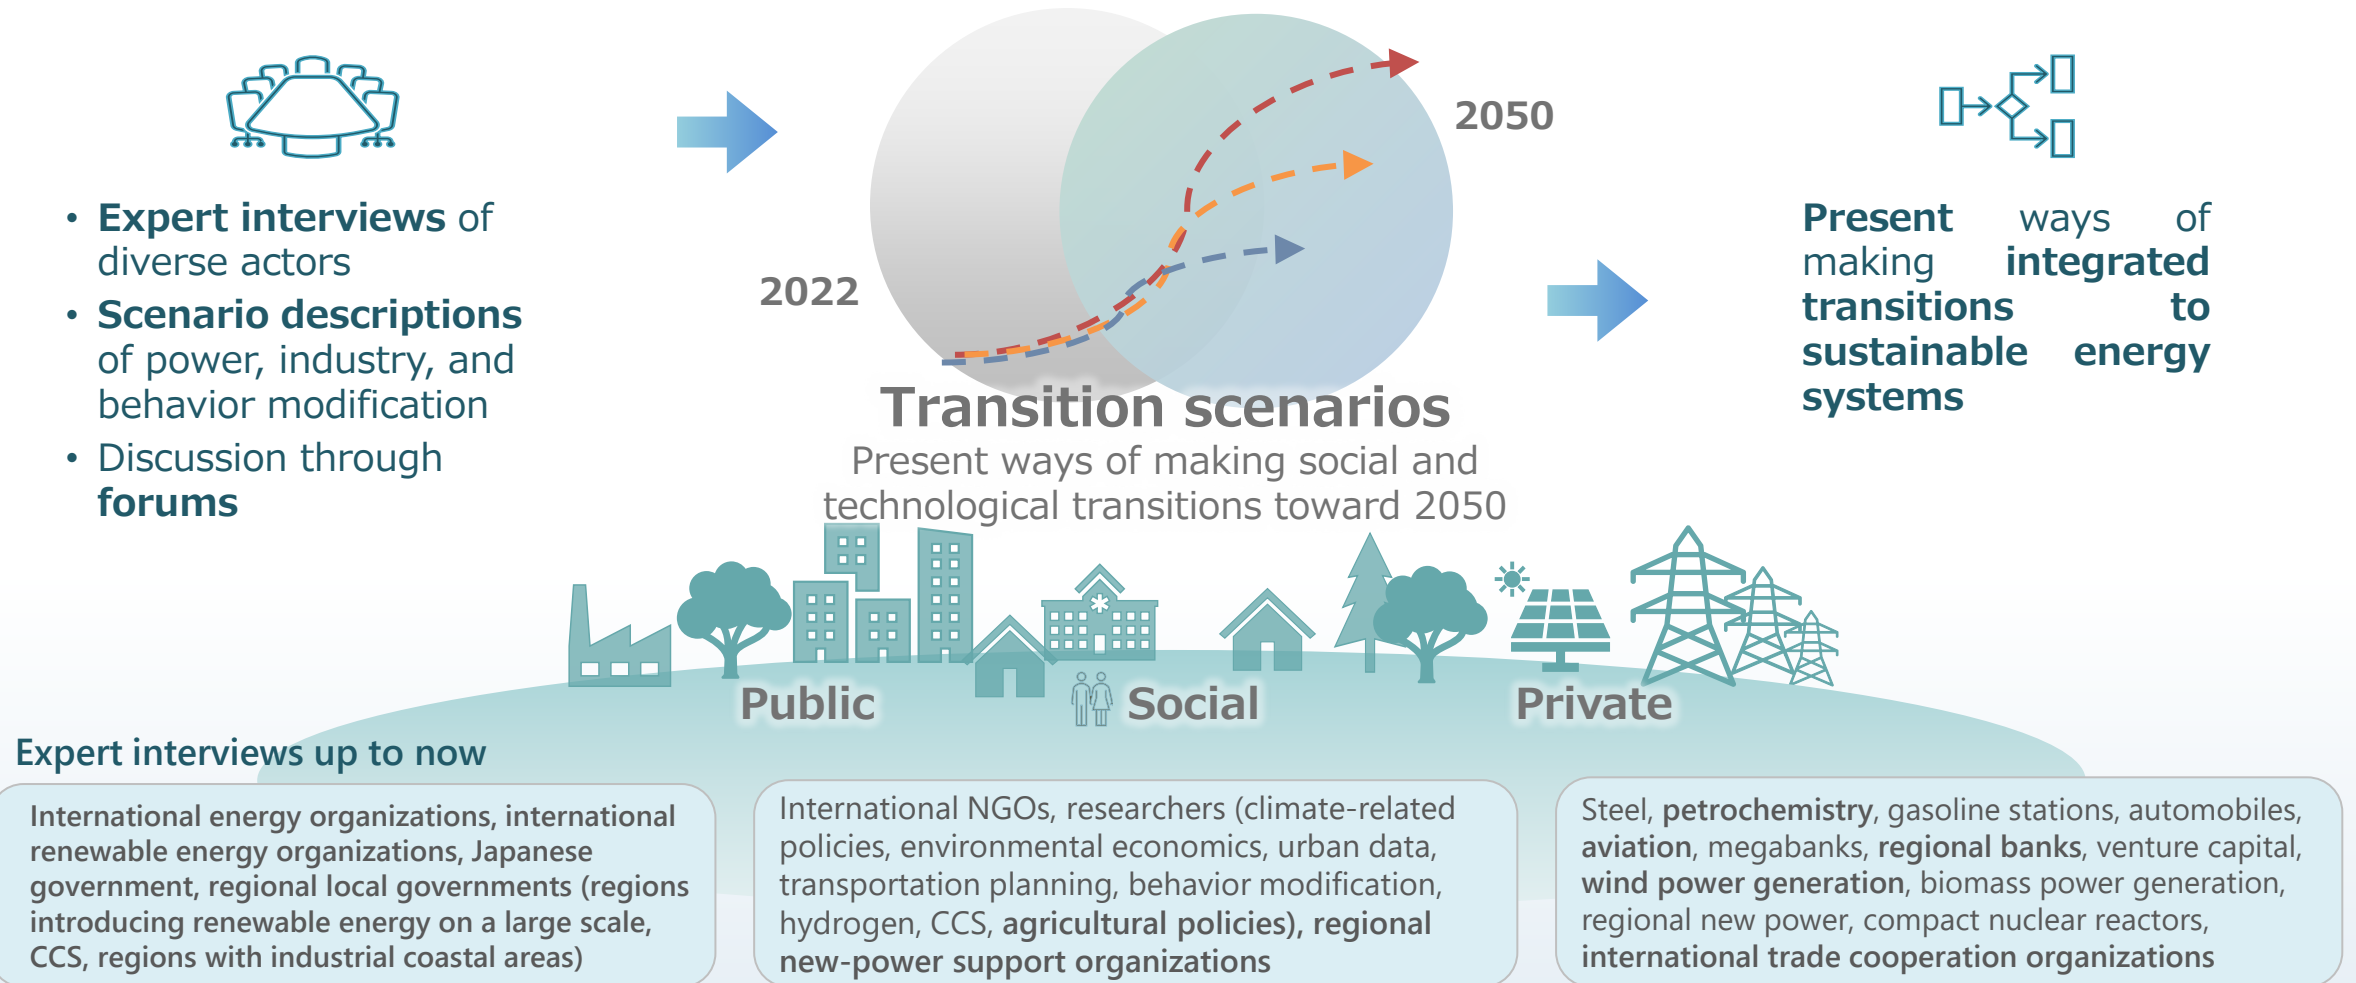 • Expert interviews of
diverse actors
• Scenario descriptions
of power, industry, and
behavior modification
• Discussion through
forums
2022
2050
Transition scenarios
Present ways of making social and
technological transitions toward 2050
Present ways of
making integrated
transitions to
sustainable energy
systems
Public
Social
Private
Expert interviews up to now
International energy organizations, international
renewable energy organizations, Japanese
government, regional local governments (regions
introducing renewable energy on a large scale,
CCS, regions with industrial coastal areas)
International NGOs, researchers (climate-related
policies, environmental economics, urban data,
transportation planning, behavior modification,
hydrogen, CCS, agricultural policies), regional
new-power support organizations
Steel, petrochemistry, gasoline stations, automobiles,
aviation, megabanks, regional banks, venture capital,
wind power generation, biomass power generation,
regional new power, compact nuclear reactors,
international trade cooperation organizations